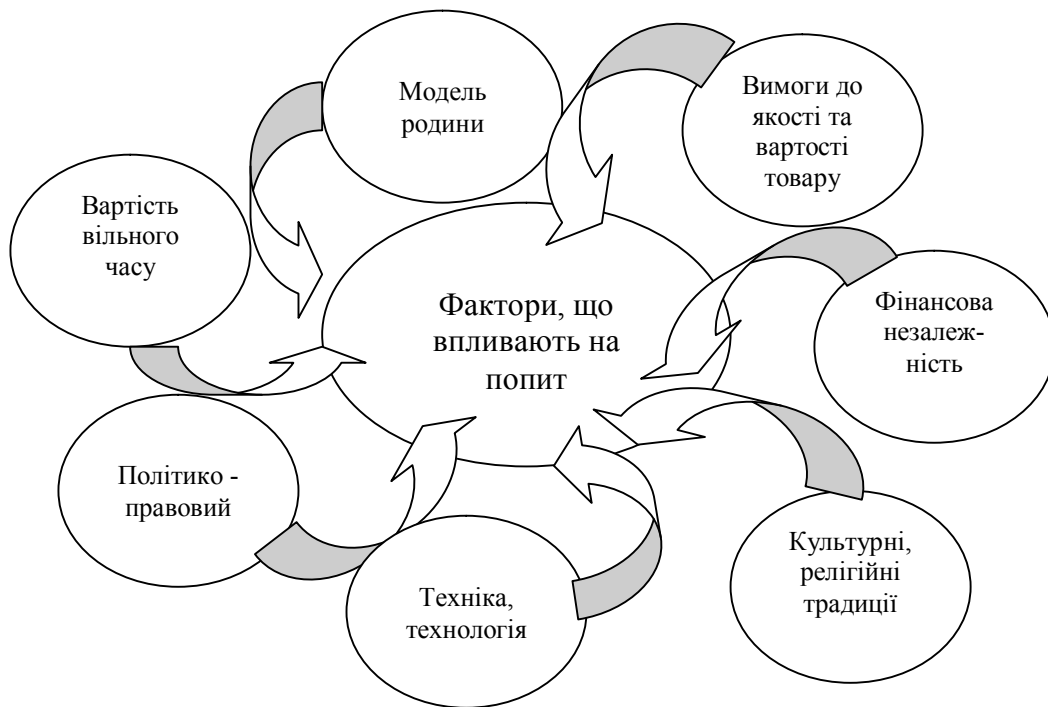 Модель
родини
Вимоги до
якості та
вартості
товару
Вартість
вільного
часу
Фактори, що
впливають на
попит
Фінансова
незалеж-
ність
Політико -
правовий
Техніка,
технологія
Культурні,
релігійні
традиції